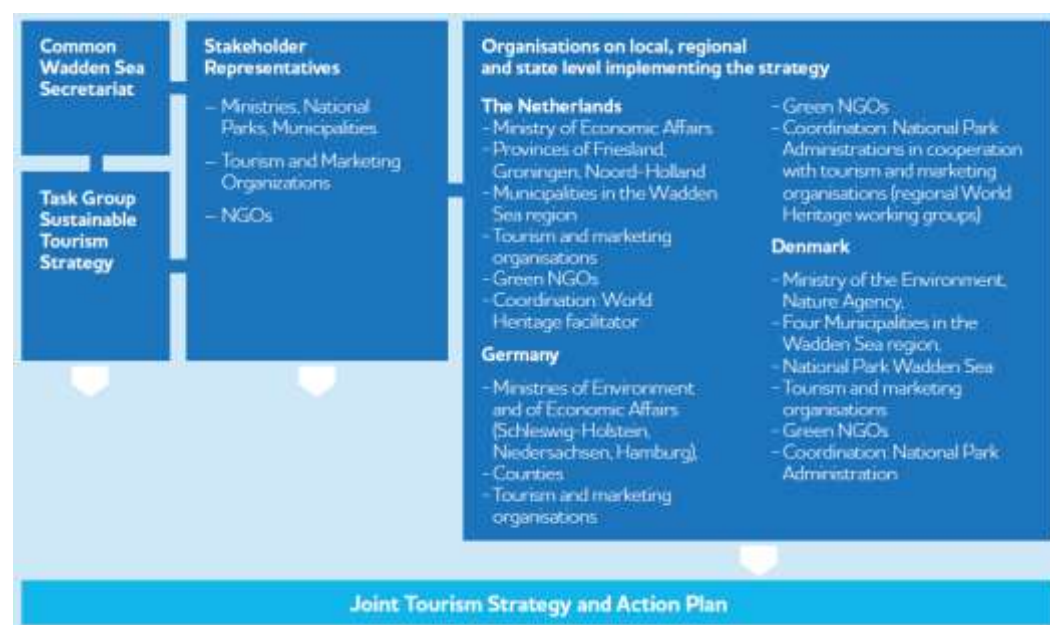 Common
Wadden Sea
Secretariat
Task Group
Sustainable
Tourism
Strategy
Stakeholder
Representatives
– Ministries, National
Parks, Municipalities
– Tourism and Marketing
Organizations
– NGOs
Organisations on local, regional
and state level implementing the strategy
The Netherlands
- Ministry of Economic Affairs
- Provinces of Friesland,
Groningen, Noord-Holland
- Municipalities in the Wadden
Sea region
- Tourism and marketing
organisations
- Green NGOs
- Coordination: World
Heritage facilitator
Germany
- Ministries of Environment
and of Economic Affairs
(Schleswig-Holstein,
Niedersachsen, Hamburg),
- Counties
- Tourism and marketing
organisations
- Green NGOs
- Coordination: National Park
Administrations in cooperation
with tourism and marketing
organisations (regional World
Heritage working groups)
Denmark
- Ministry of the Environment,
Nature Agency,
- Four Municipalities in the
Wadden Sea region,
- National Park Wadden Sea
- Tourism and marketing
organisations
- Green NGOs
- Coordination: National Park
Administration
Joint Tourism Strategy and Action Plan